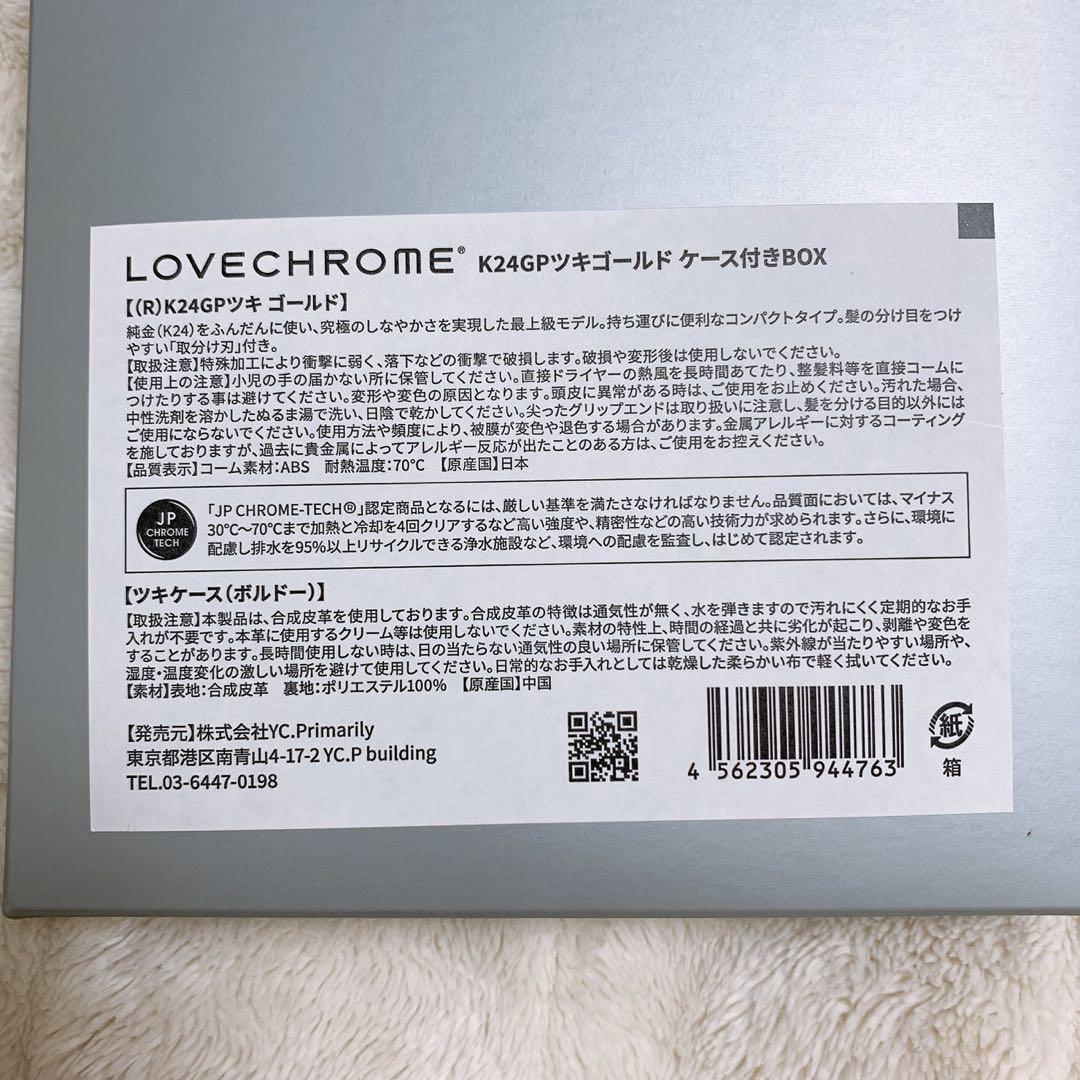 LOVECHROME® K24GPツキゴールド ケース付きBOX
【(R)K24GPツキ ゴールド】
純金(K24)をふんだんに使い、究極のしなやかさを実現した最上級モデル。持ち運びに便利なコンパクトタイプ。髪の分け目をつけ
やすい「取分け刃」付き。
【取扱注意】特殊加工により衝撃に弱く、落下などの衝撃で破損します。破損や変形後は使用しないでください。
【使用上の注意】小児の手の届かない所に保管してください。直接ドライヤーの熱風を長時間あてたり、整髪料等を直接コームに
つけたりする事は避けてください。変形や変色の原因となります。頭皮に異常がある時は、ご使用をお止めください。汚れた場合、
中性洗剤を溶かしたぬるま湯で洗い、日陰で乾かしてください。尖ったグリップエンドは取り扱いに注意し、髪を分ける目的以外には
ご使用にならないでください。使用方法や頻度により、被膜が変色や退色する場合があります。金属アレルギーに対するコーティング
を施しておりますが、過去に貴金属によってアレルギー反応が出たことのある方は、ご使用をお控えください。
【品質表示】コーム素材:ABS 耐熱温度:70℃ 【原産国】日本
JP
CHROME
TECH
「JP CHROME-TECH®」認定商品となるには、厳しい基準を満たさなければなりません。品質面においては、マイナス
30℃〜70℃まで加熱と冷却を4回クリアするなど高い強度や、精密性などの高い技術力が求められます。さらに、環境に
配慮し排水を95%以上リサイクルできる浄水施設など、環境への配慮を監査し、はじめて認定されます。
【ツキケース(ボルドー)】
【取扱注意】本製品は、合成皮革を使用しております。合成皮革の特徴は通気性が無く、水を弾きますので汚れにくく定期的なお手
入れが不要です。本革に使用するクリーム等は使用しないでください。素材の特性上、時間の経過と共に劣化が起こり、剥離や変色を
することがあります。長時間使用しない時は、日の当たらない通気性の良い場所に保管してください。紫外線が当たりやすい場所や、
湿度・温度変化の激しい場所を避けて使用してください。日常的なお手入れとしては乾燥した柔らかい布で軽く拭いてください。
【素材】表地:合成皮革 裏地:ポリエステル100% 【原産国】中国
【発売元】株式会社YC.Primarily
東京都港区南青山4-17-2 YC.P building
TEL.03-6447-0198
4 562305 944763
紙
箱